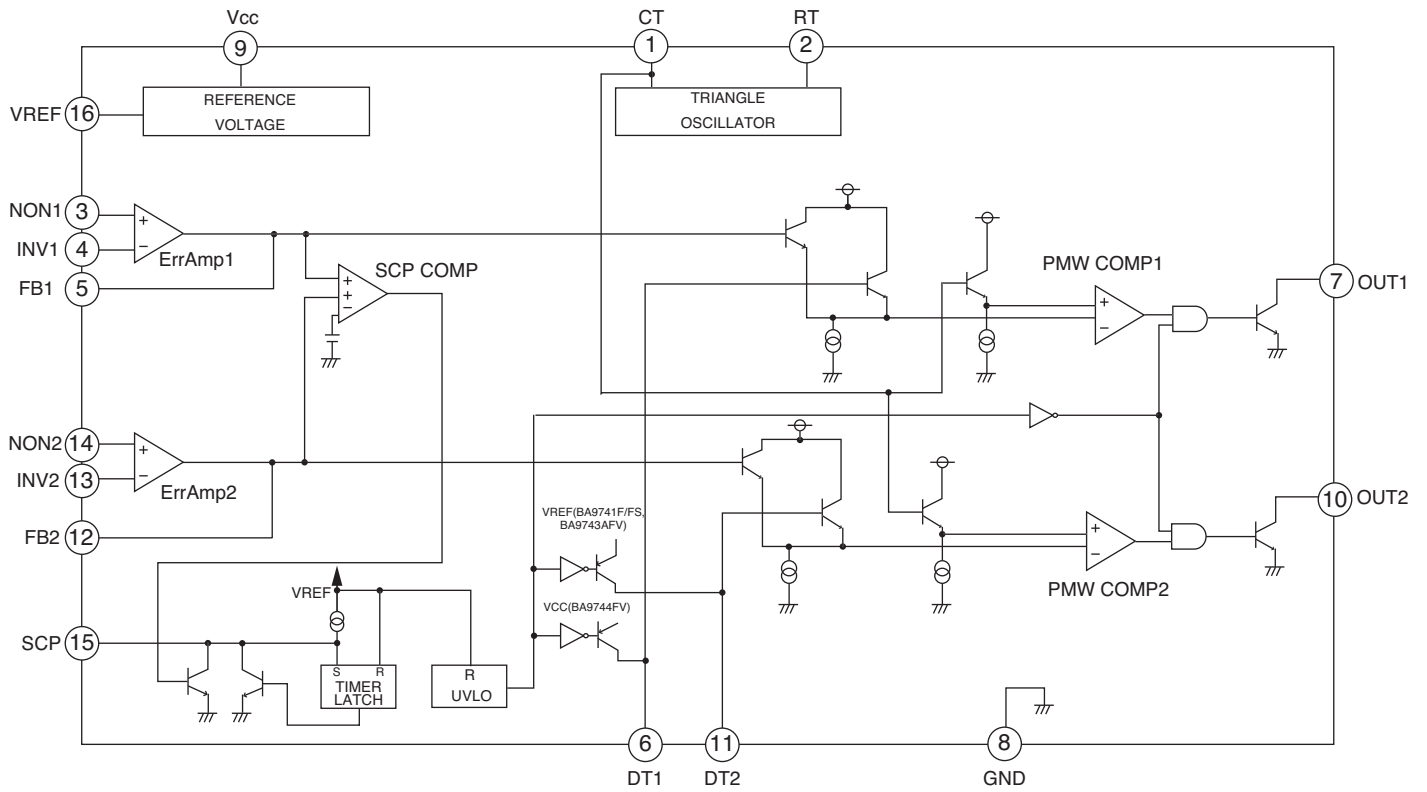 Vcc
CT
RT
9
1
2
REFERENCE
VOLTAGE
TRIANGLE
OSCILLATOR
VREF 16
NON1 3
+
INV1 4
−
ErrAmp1
FB1 5
SCP COMP
+
+
−
PMW COMP1
+
−
7 OUT1
NON2 14
+
INV2 13
−
ErrAmp2
FB2 12
VREF(BA9741F/FS,
BA9743AFV)
+
−
PMW COMP2
10 OUT2
VREF
VCC(BA9744FV)
SCP 15
S R
TIMER
LATCH
R
UVLO
6
11
8
DT1
DT2
GND